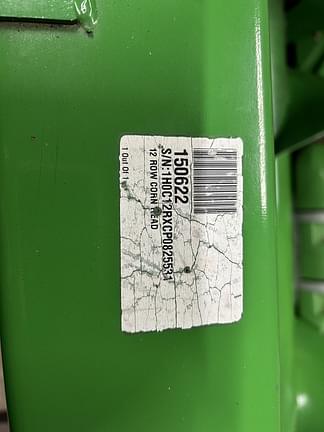 150622
S/N:1H0C12RXCP0825531
12 ROW CORN HEAD
1 Out Of 1